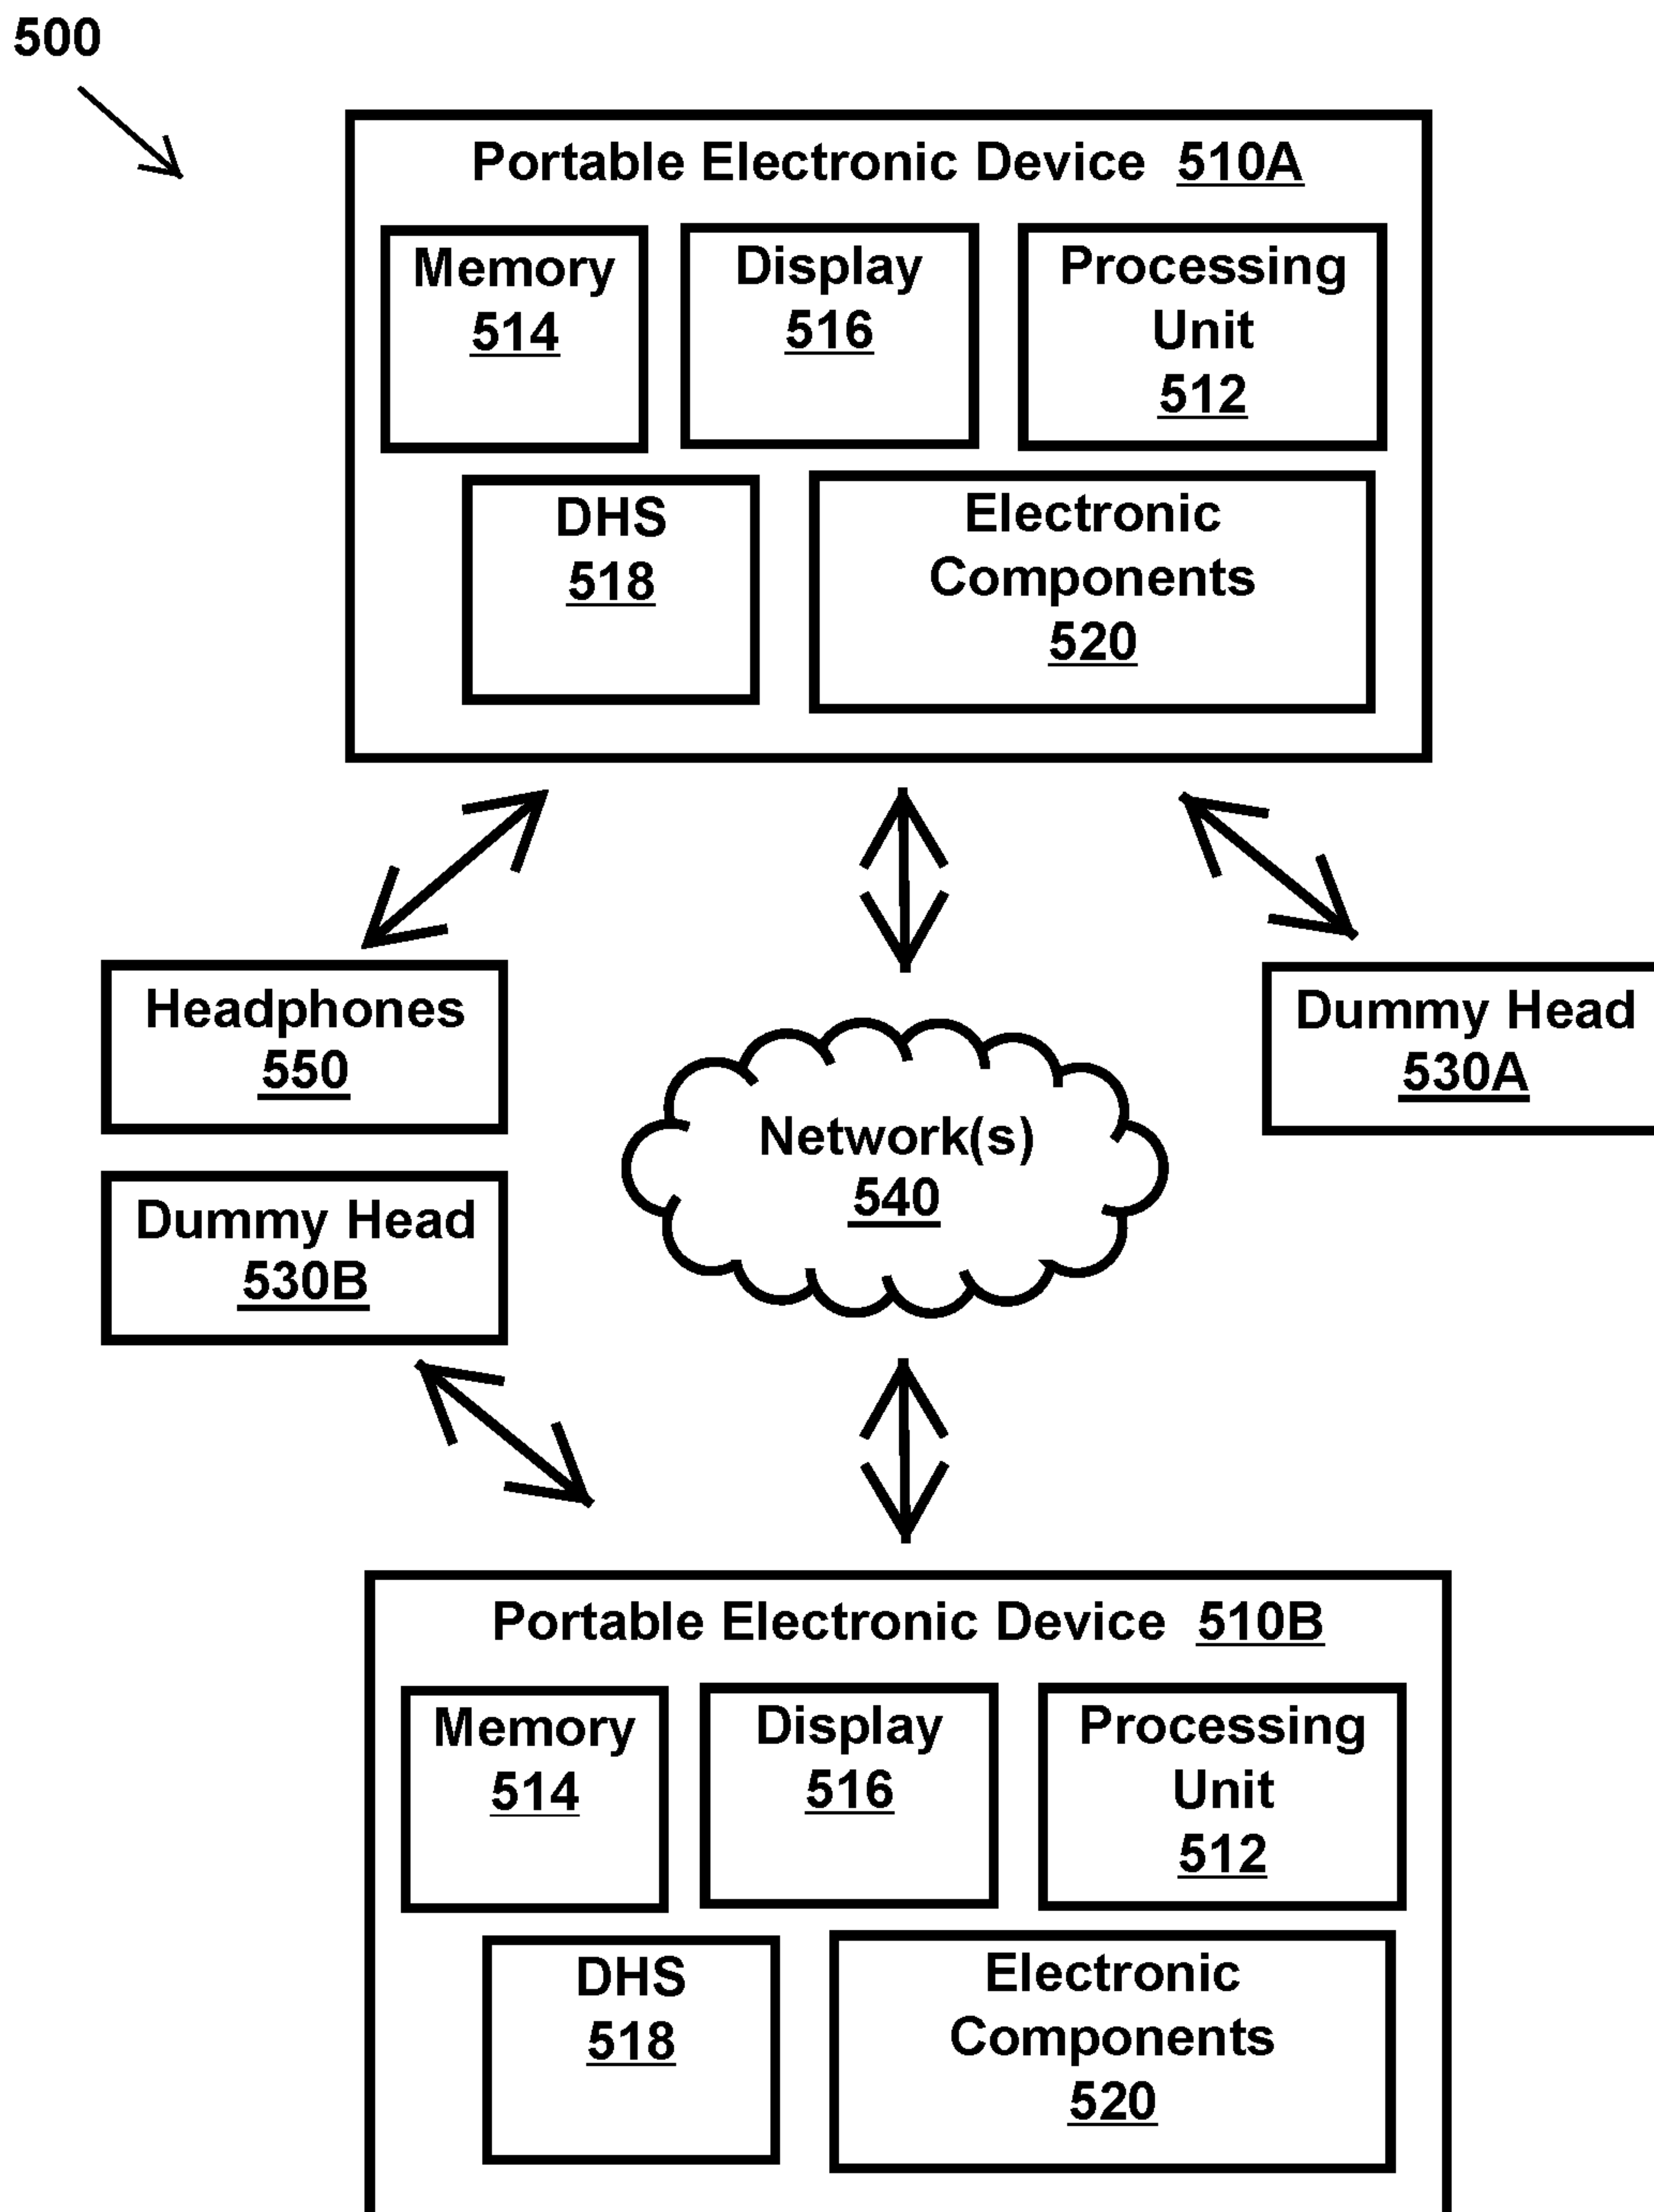 500
Portable Electronic Device 510A
Memory
514
Display
516
Processing
Unit
512
DHS
518
Electronic
Components
520
Headphones
550
Dummy Head
530A
Network(s)
540
Dummy Head
530B
Portable Electronic Device 510B
Memory
514
Display
516
Processing
Unit
512
DHS
518
Electronic
Components
520